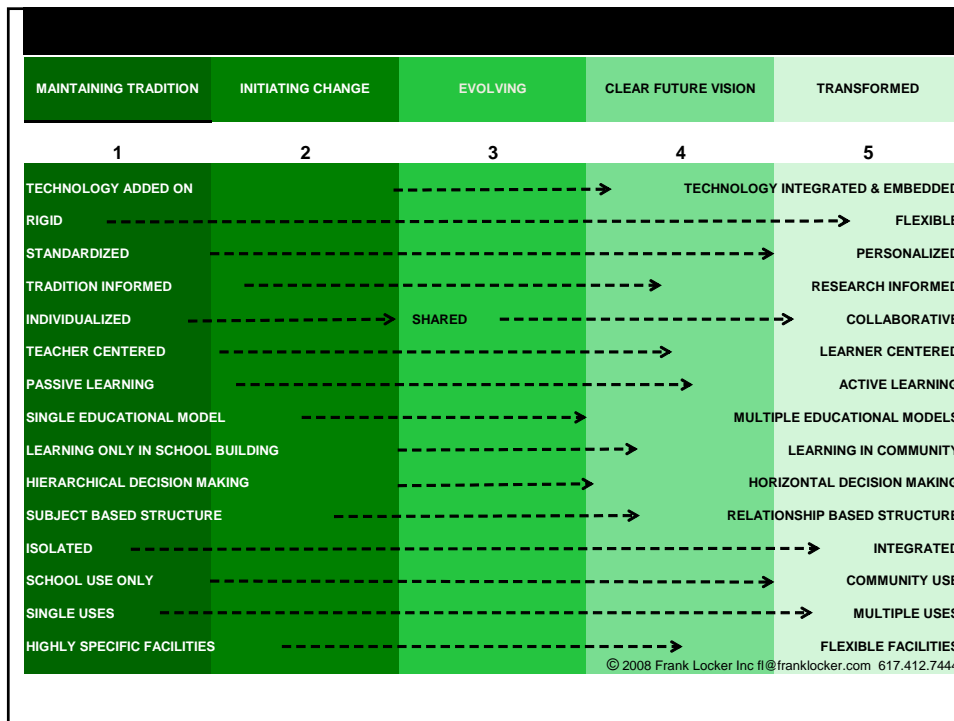 MAINTAINING TRADITION INITIATING CHANGE EVOLVING CLEAR FUTURE VISION TRANSFORMED
1 2 3 4 5
TECHNOLOGY ADDED ON TECHNOLOGY INTEGRATED & EMBEDDED
RIGID FLEXIBLE
STANDARDIZED PERSONALIZED
TRADITION INFORMED RESEARCH INFORMED
INDIVIDUALIZED SHARED COLLABORATIVE
TEACHER CENTERED LEARNER CENTERED
PASSIVE LEARNING ACTIVE LEARNING
SINGLE EDUCATIONAL MODEL MULTIPLE EDUCATIONAL MODELS
LEARNING ONLY IN SCHOOL BUILDING LEARNING IN COMMUNITY
HIERARCHICAL DECISION MAKING HORIZONTAL DECISION MAKING
SUBJECT BASED STRUCTURE RELATIONSHIP BASED STRUCTURE
ISOLATED INTEGRATED
SCHOOL USE ONLY COMMUNITY USE
SINGLE USES MULTIPLE USES
HIGHLY SPECIFIC FACILITIES FLEXIBLE FACILITIES
© 2008 Frank Locker Inc fl@franklocker.com 617.412.7444